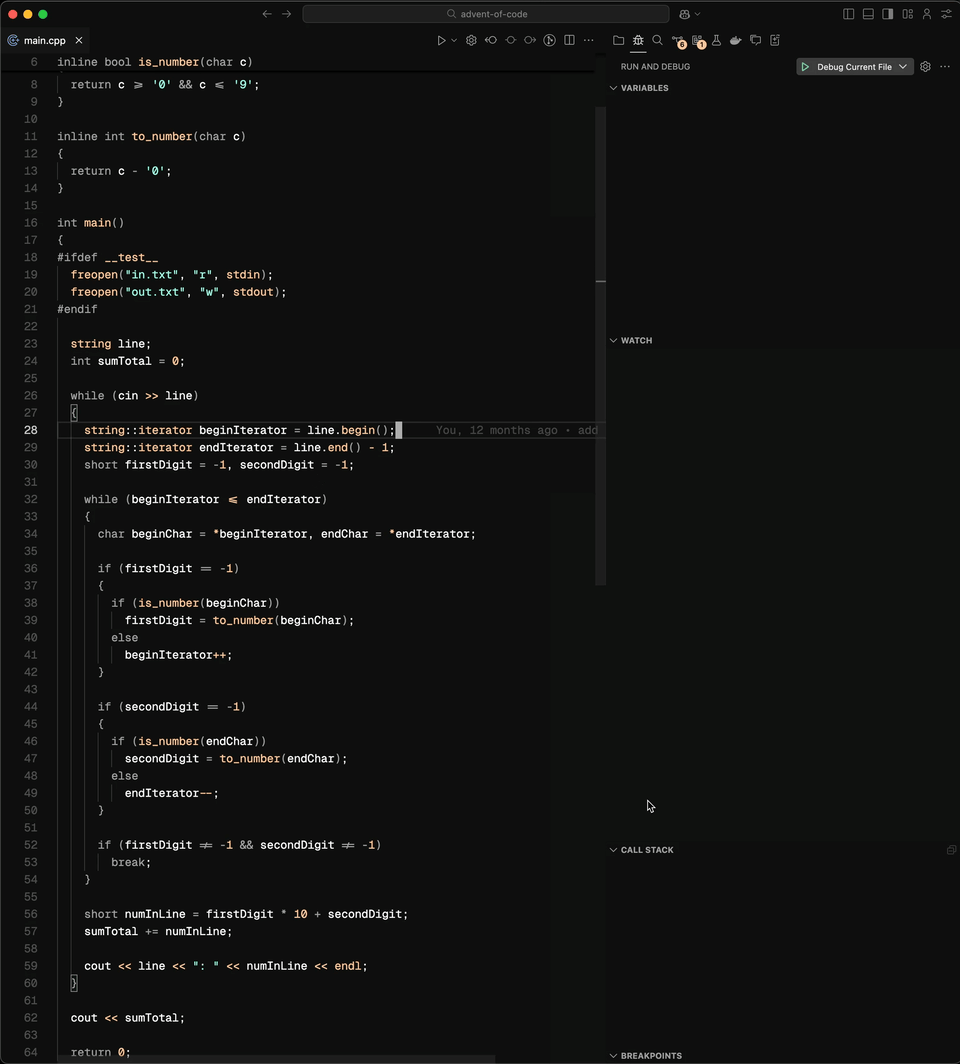 advent-of-code
main.cpp
6
1
RUN AND DEBUG
Debug Current File
VARIABLES
WATCH
CALL STACK
BREAKPOINTS
6 inline bool is_number(char c)
8 return c >= '0' && c <= '9';
9 }
10
11 inline int to_number(char c)
12 {
13 return c - '0';
14 }
15
16 int main()
17 {
18 #ifdef __test__
19 freopen("in.txt", "r", stdin);
20 freopen("out.txt", "w", stdout);
21 #endif
22
23 string line;
24 int sumTotal = 0;
25
26 while (cin >> line)
27 {
28 string::iterator beginIterator = line.begin(); You, 12 months ago • add
29 string::iterator endIterator = line.end() - 1;
30 short firstDigit = -1, secondDigit = -1;
31
32 while (beginIterator <= endIterator)
33 {
34 char beginChar = *beginIterator, endChar = *endIterator;
35
36 if (firstDigit == -1)
37 {
38 if (is_number(beginChar))
39 firstDigit = to_number(beginChar);
40 else
41 beginIterator++;
42 }
43
44 if (secondDigit == -1)
45 {
46 if (is_number(endChar))
47 secondDigit = to_number(endChar);
48 else
49 endIterator--;
50 }
51
52 if (firstDigit != -1 && secondDigit != -1)
53 break;
54 }
55
56 short numInLine = firstDigit * 10 + secondDigit;
57 sumTotal += numInLine;
58
59 cout << line << ": " << numInLine << endl;
60 }
61
62 cout << sumTotal;
63
64 return 0;